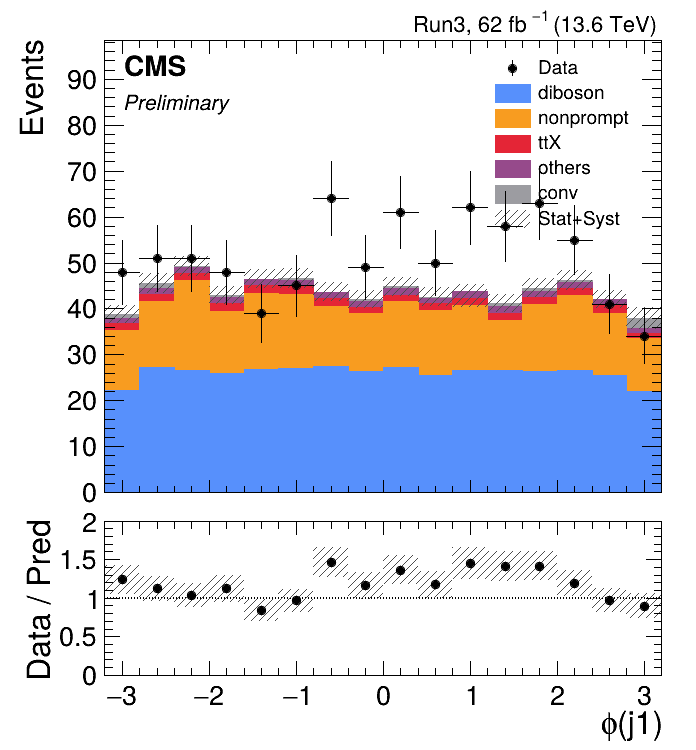 Run3, 62 fb⁻¹ (13.6 TeV)
CMS
Preliminary
Data
diboson
nonprompt
ttX
others
conv
Stat+Syst
Events
90
80
70
60
50
40
30
20
10
0
Data / Pred
2
1.5
1
0.5
0
−3 −2 −1 0 1 2 3
ϕ(j1)